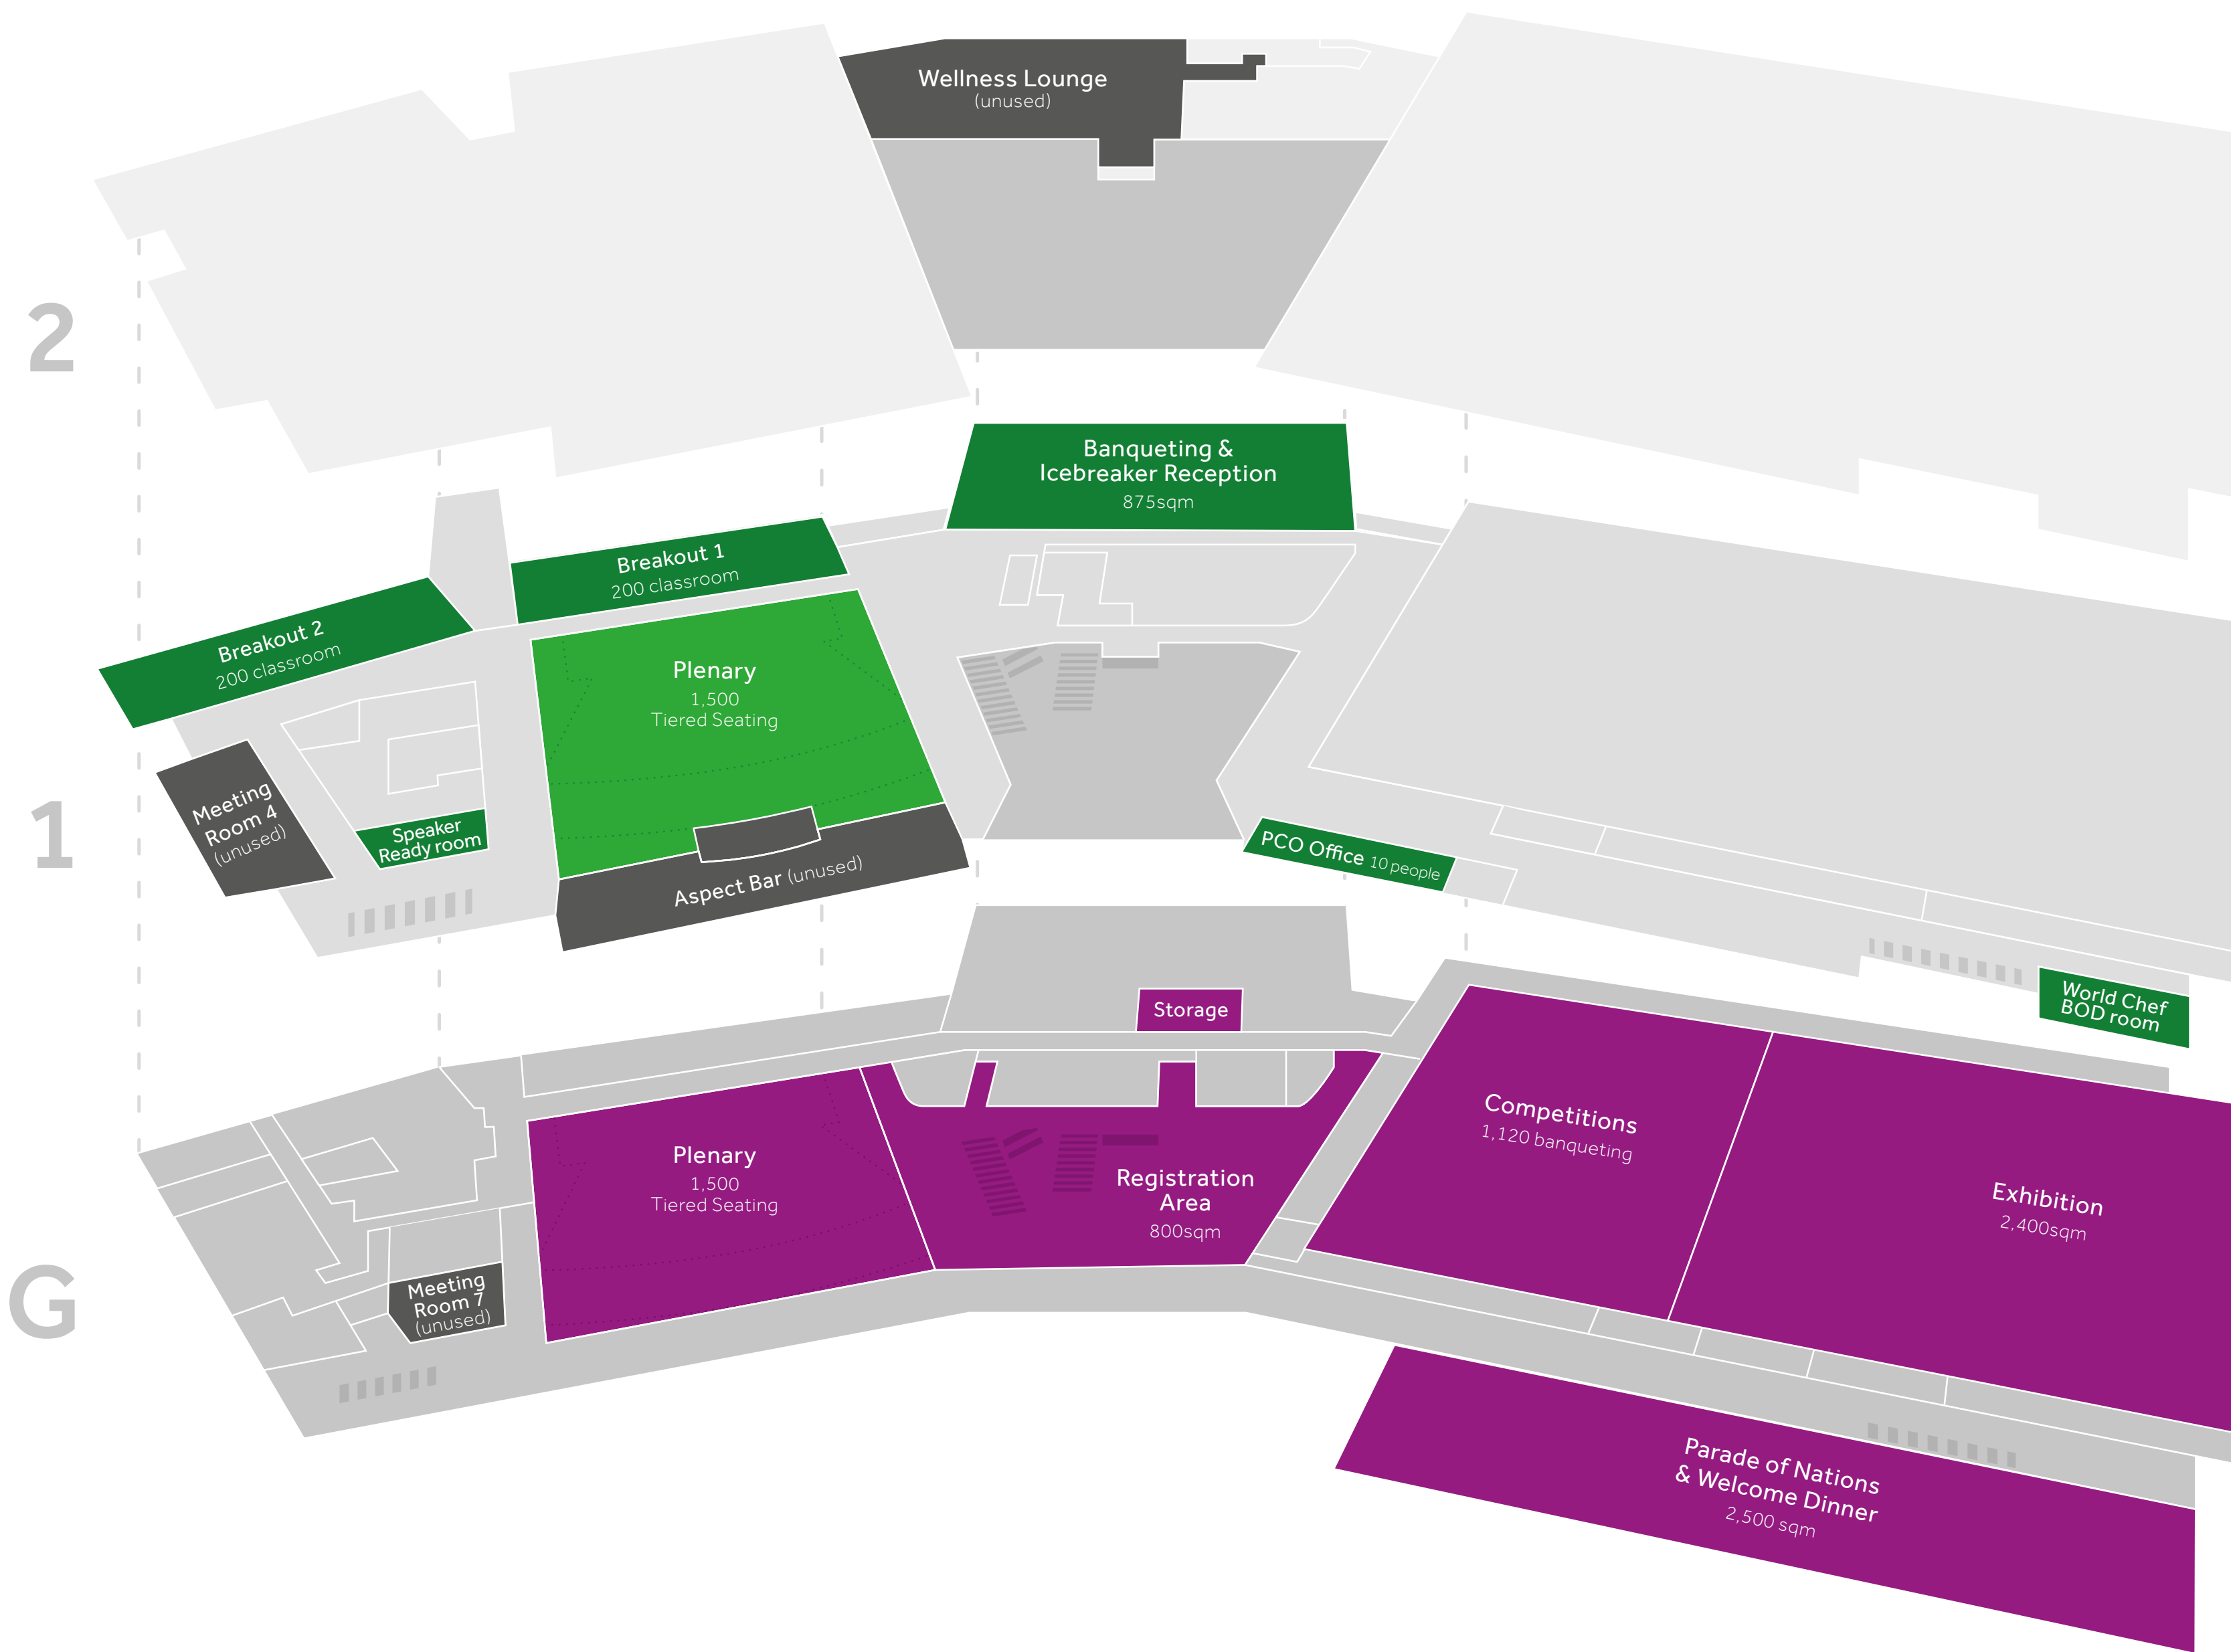 2
Wellness Lounge
(unused)
1
Banqueting &
Icebreaker Reception
875sqm
Breakout 1
200 classroom
Breakout 2
200 classroom
Plenary
1,500
Tiered Seating
Meeting
Room 4
(unused)
Speaker
Ready room
Aspect Bar (unused)
PCO Office 10 people
World Chef
BOD room
G
Storage
Plenary
1,500
Tiered Seating
Registration
Area
800sqm
Competitions
1,120 banqueting
Exhibition
2,400sqm
Meeting
Room 7
(unused)
Parade of Nations
& Welcome Dinner
2,500 sqm